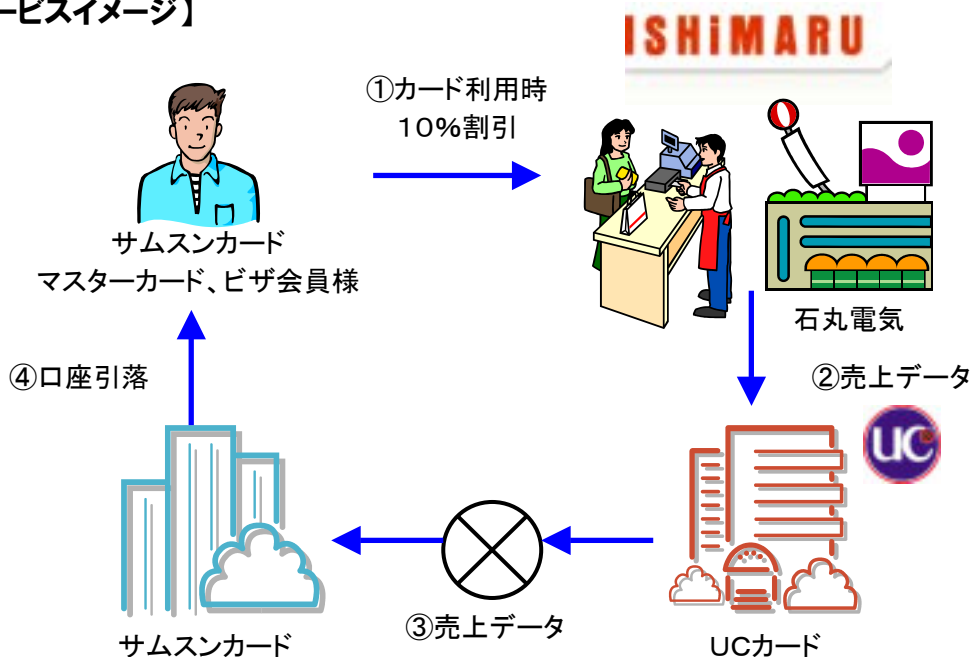 ービスイメージ】
ISHiMARU
①カード利用時
10%割引
サムスンカード
マスターカード、ビザ会員様
石丸電気
④口座引落
②売上データ
UC
③売上データ
サムスンカード
UCカード